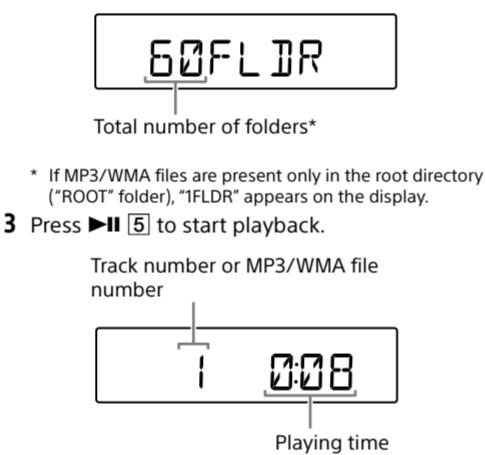 60FLDR
Total number of folders*
* If MP3/WMA files are present only in the root directory
("ROOT" folder), "1FLDR" appears on the display.
3 Press ►II 5 to start playback.
Track number or MP3/WMA file
number
1 0:08
Playing time